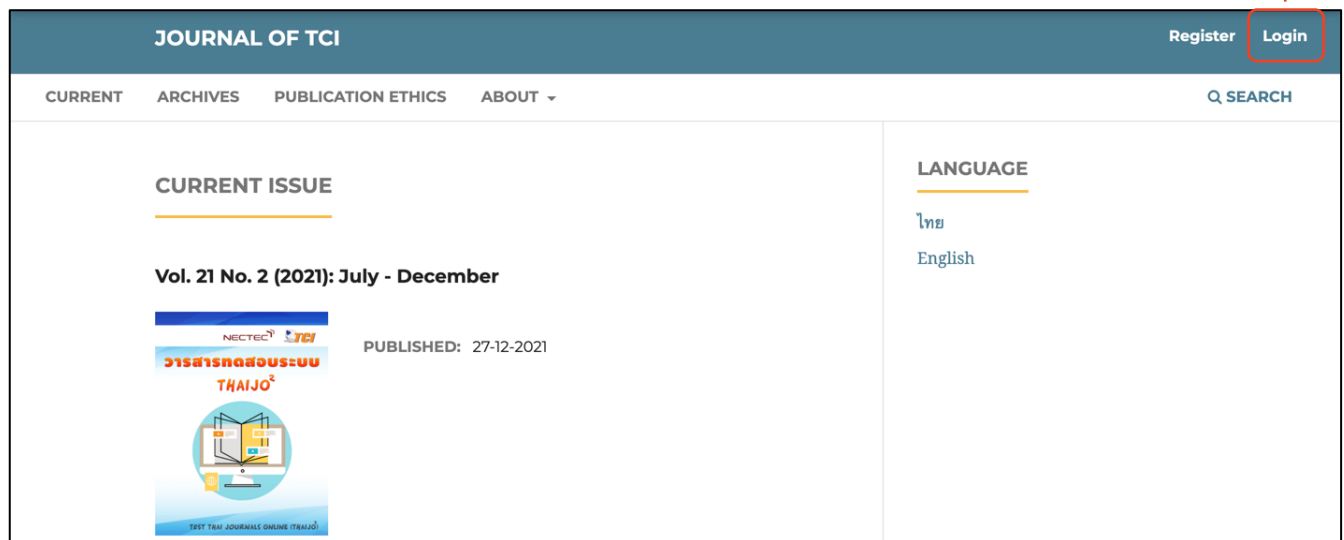 JOURNAL OF TCI
Register Login
CURRENT ARCHIVES PUBLICATION ETHICS ABOUT
SEARCH
CURRENT ISSUE
Vol. 21 No. 2 (2021): July - December
NECTEC TCI
วารสารทดสอบระบบ
THAIJO2
TEST THAI JOURNALS ONLINE (THAIJO)
PUBLISHED: 27-12-2021
LANGUAGE
ไทย
English